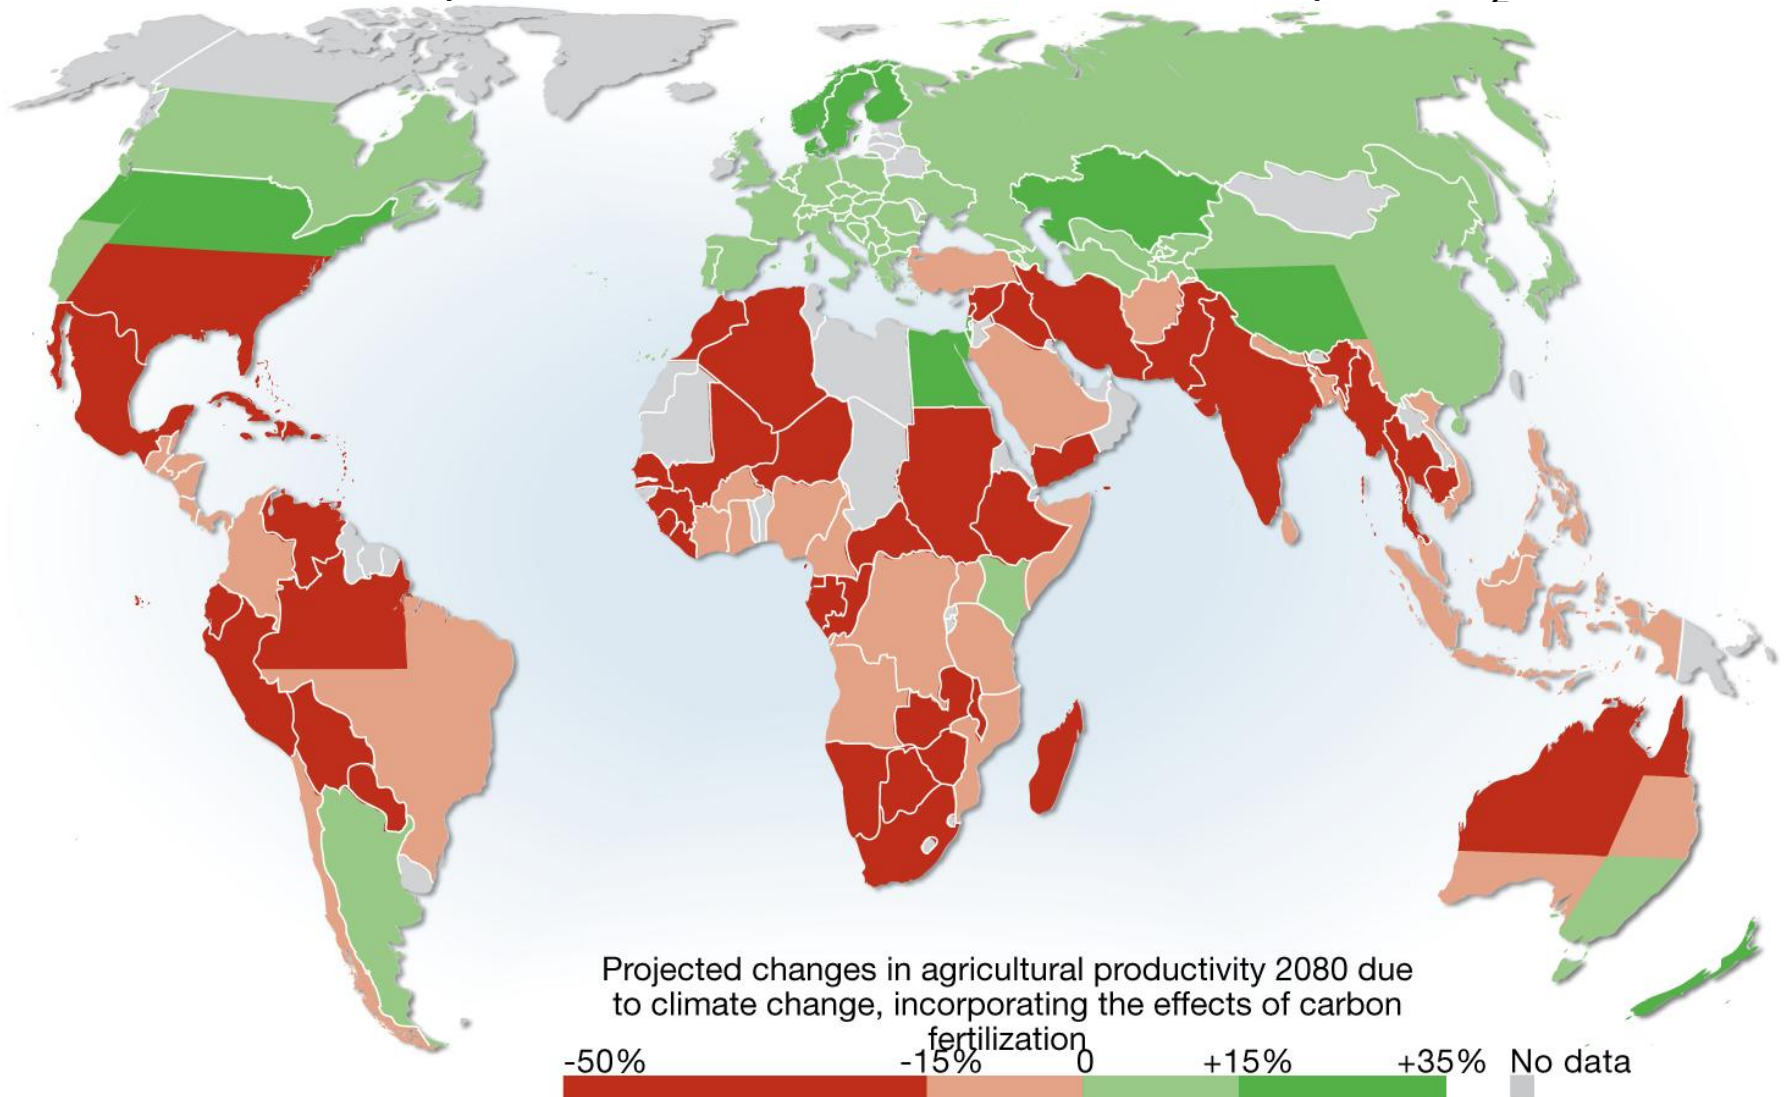 Projected changes in agricultural productivity 2080 due
to climate change, incorporating the effects of carbon
fertilization
-50% -15% 0 +15% +35% No data